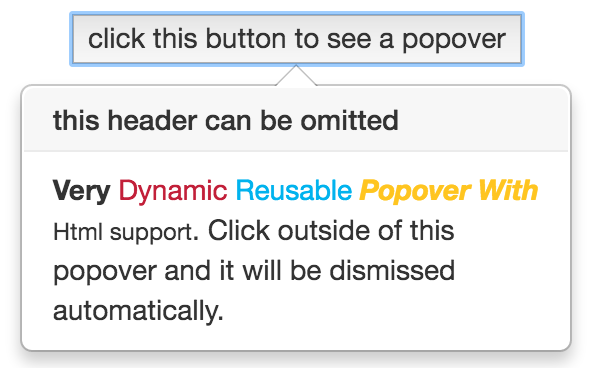 click this button to see a popover
this header can be omitted
Very Dynamic Reusable Popover With
Html support. Click outside of this
popover and it will be dismissed
automatically.